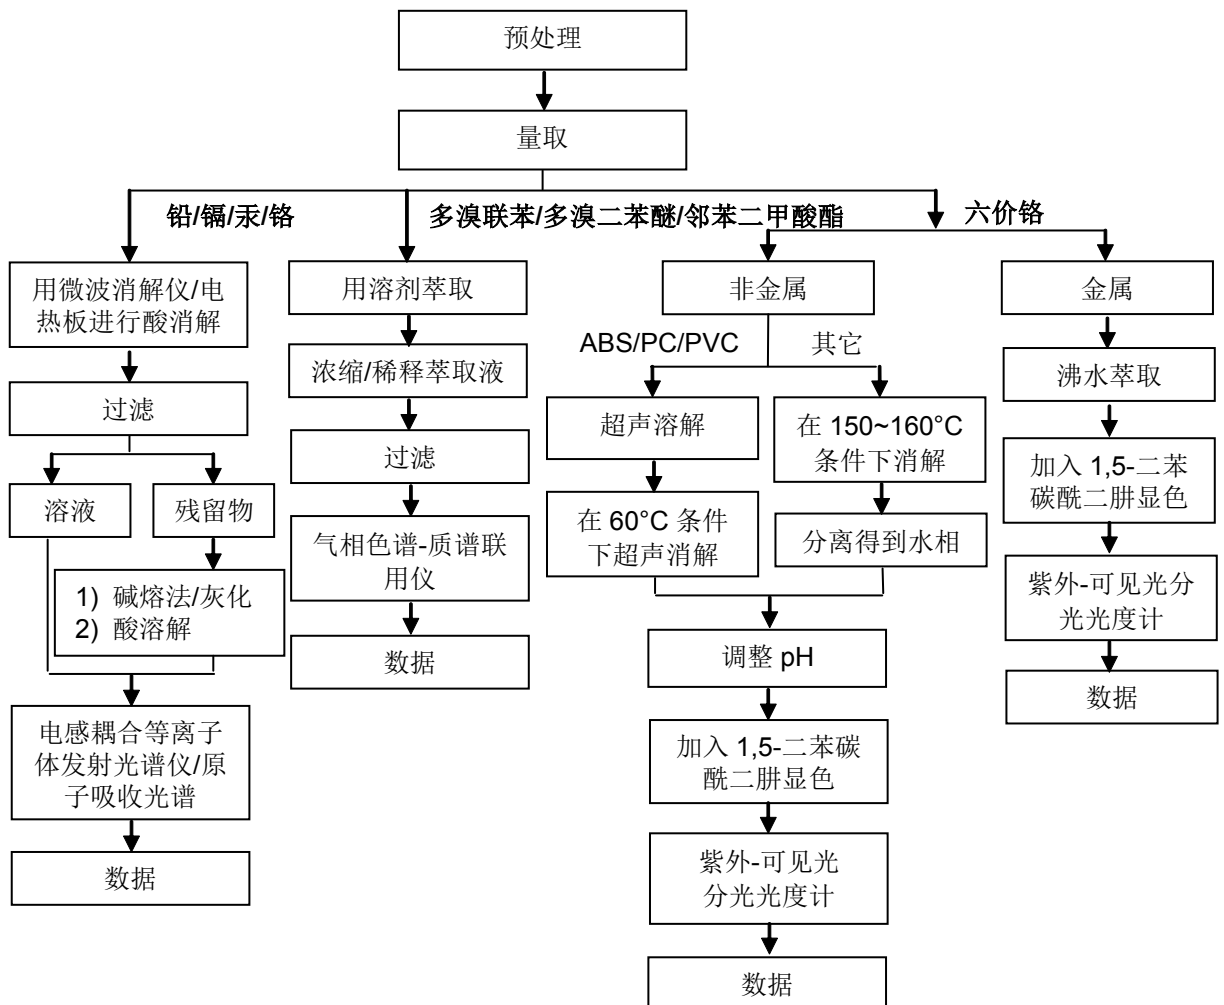 预处理
量取
铅/镉/汞/铬
多溴联苯/多溴二苯醚/邻苯二甲酸酯
六价铬
用微波消解仪/电
热板进行酸消解
过滤
溶液
残留物
1) 碱熔法/灰化
2) 酸溶解
电感耦合等离子
体发射光谱仪/原
子吸收光谱
数据
用溶剂萃取
浓缩/稀释萃取液
过滤
气相色谱-质谱联
用仪
数据
非金属
ABS/PC/PVC
其它
超声溶解
在 60°C 条件
下超声消解
在 150~160°C
条件下消解
分离得到水相
调整 pH
加入 1,5-二苯碳
酰二肼显色
紫外-可见光
分光光度计
数据
金属
沸水萃取
加入 1,5-二苯
碳酰二肼显色
紫外-可见光分
光光度计
数据